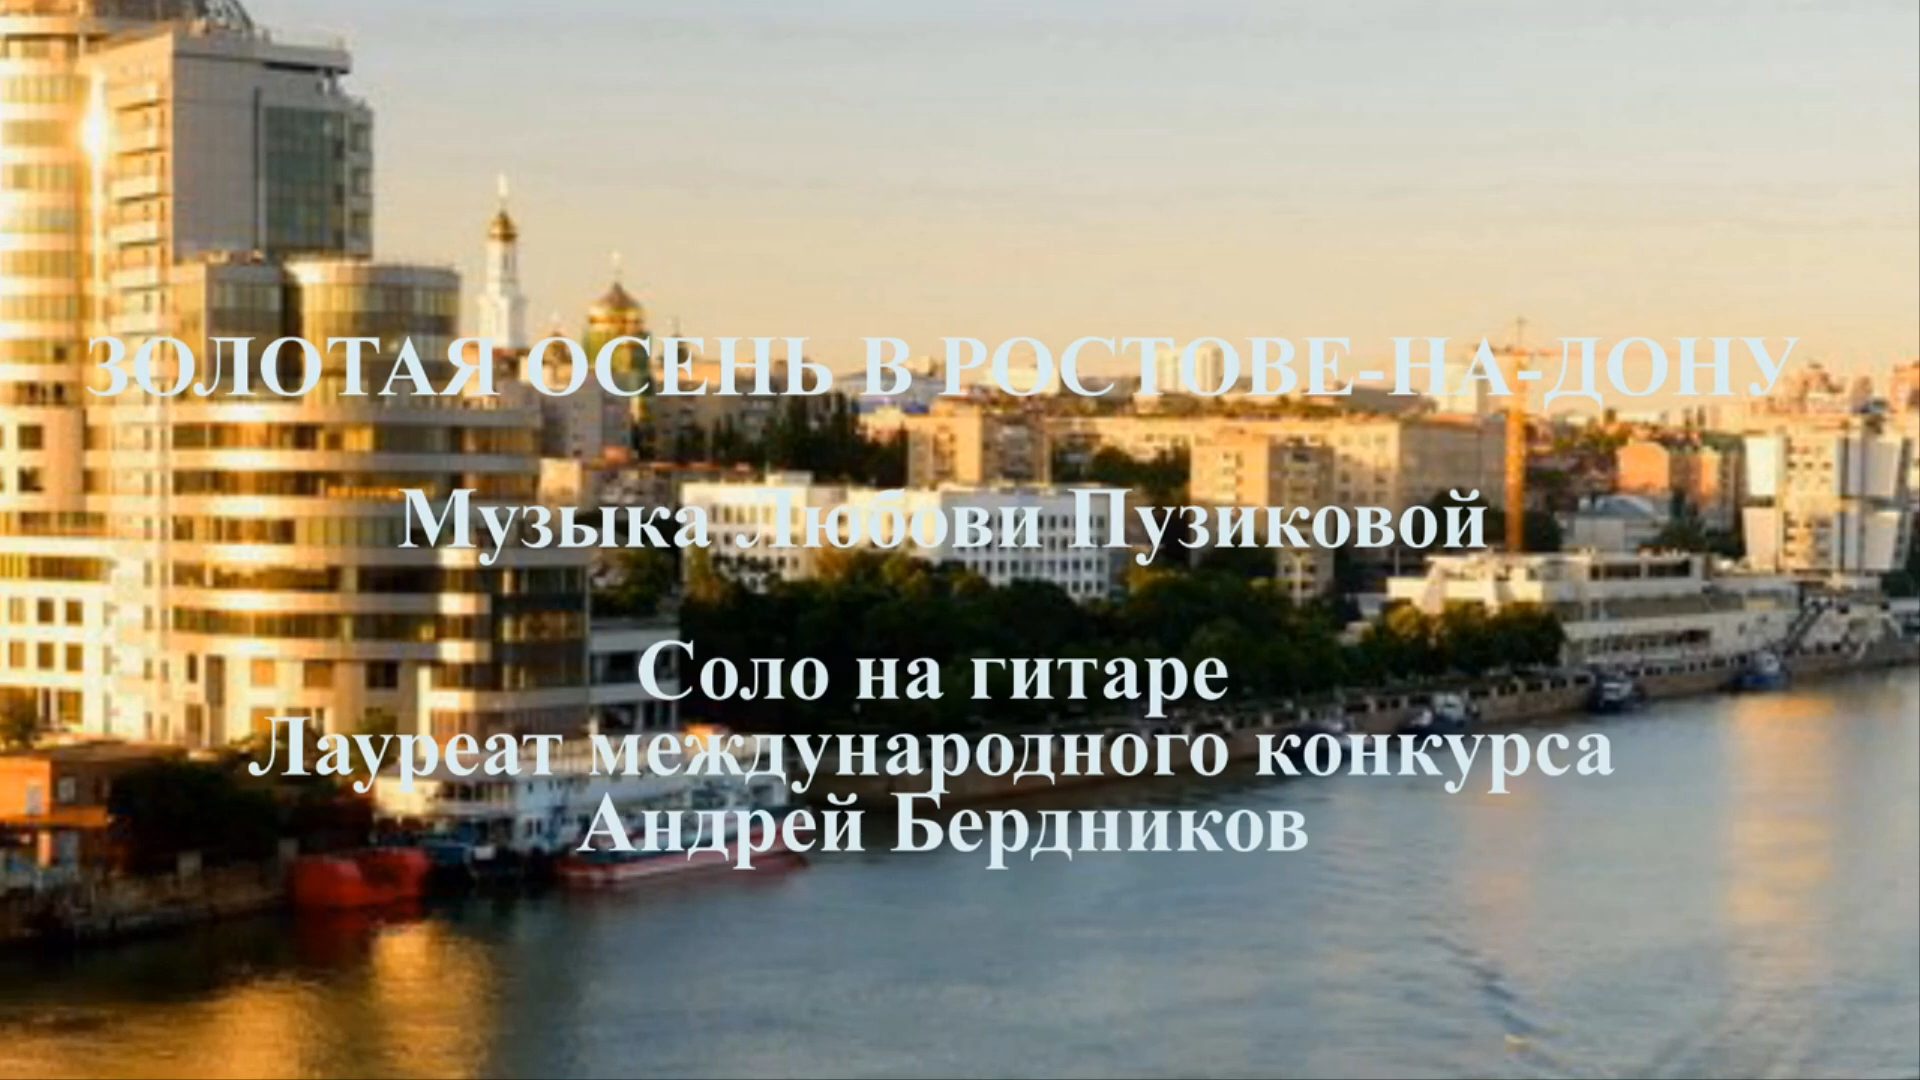 ЗОЛОТАЯ ОСЕНЬ В РОСТОВЕ-НА-ДОНУ
Музыка Любови Пузиковой
Соло на гитаре
Лауреат международного конкурса
Андрей Бердников